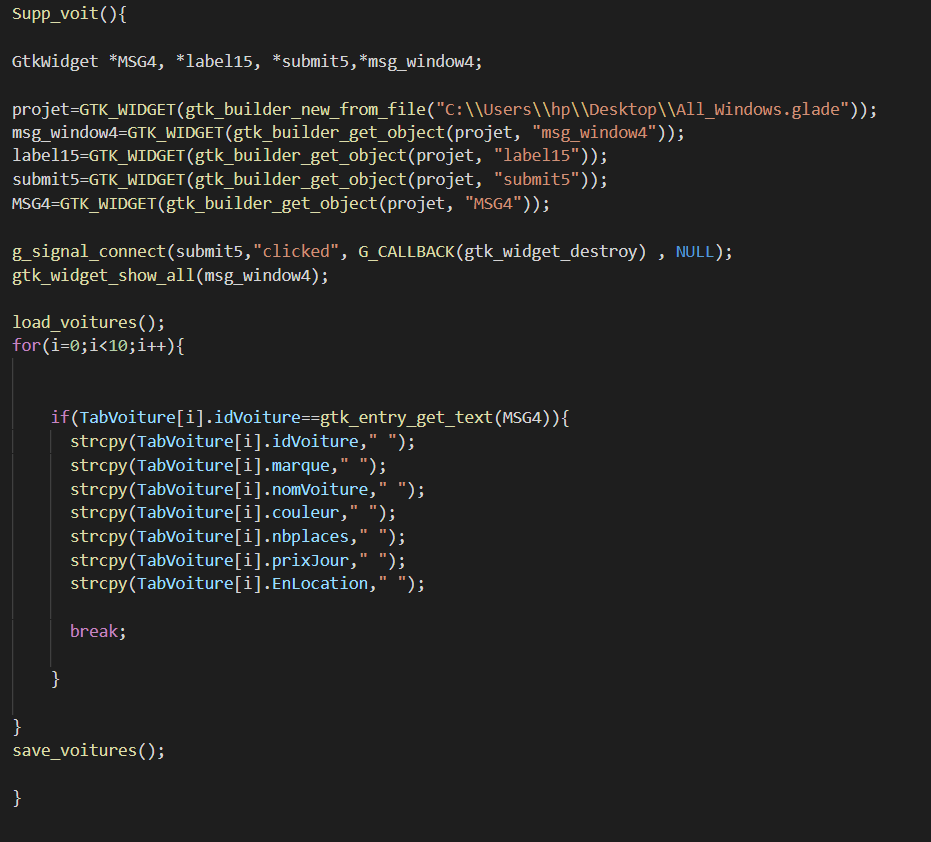 Supp_voit(){
GtkWidget *MSG4, *label15, *submit5,*msg_window4;
projet=GTK_WIDGET(gtk_builder_new_from_file("C:\\Users\\hp\\Desktop\\All_Windows.glade"));
msg_window4=GTK_WIDGET(gtk_builder_get_object(projet, "msg_window4"));
label15=GTK_WIDGET(gtk_builder_get_object(projet, "label15"));
submit5=GTK_WIDGET(gtk_builder_get_object(projet, "submit5"));
MSG4=GTK_WIDGET(gtk_builder_get_object(projet, "MSG4"));
g_signal_connect(submit5,"clicked", G_CALLBACK(gtk_widget_destroy) , NULL);
gtk_widget_show_all(msg_window4);
load_voitures();
for(i=0;i<10;i++){
if(TabVoiture[i].idVoiture==gtk_entry_get_text(MSG4)){
strcpy(TabVoiture[i].idVoiture," ");
strcpy(TabVoiture[i].marque," ");
strcpy(TabVoiture[i].nomVoiture," ");
strcpy(TabVoiture[i].couleur," ");
strcpy(TabVoiture[i].nbplaces," ");
strcpy(TabVoiture[i].prixJour," ");
strcpy(TabVoiture[i].EnLocation," ");
break;
}
}
save_voitures();
}